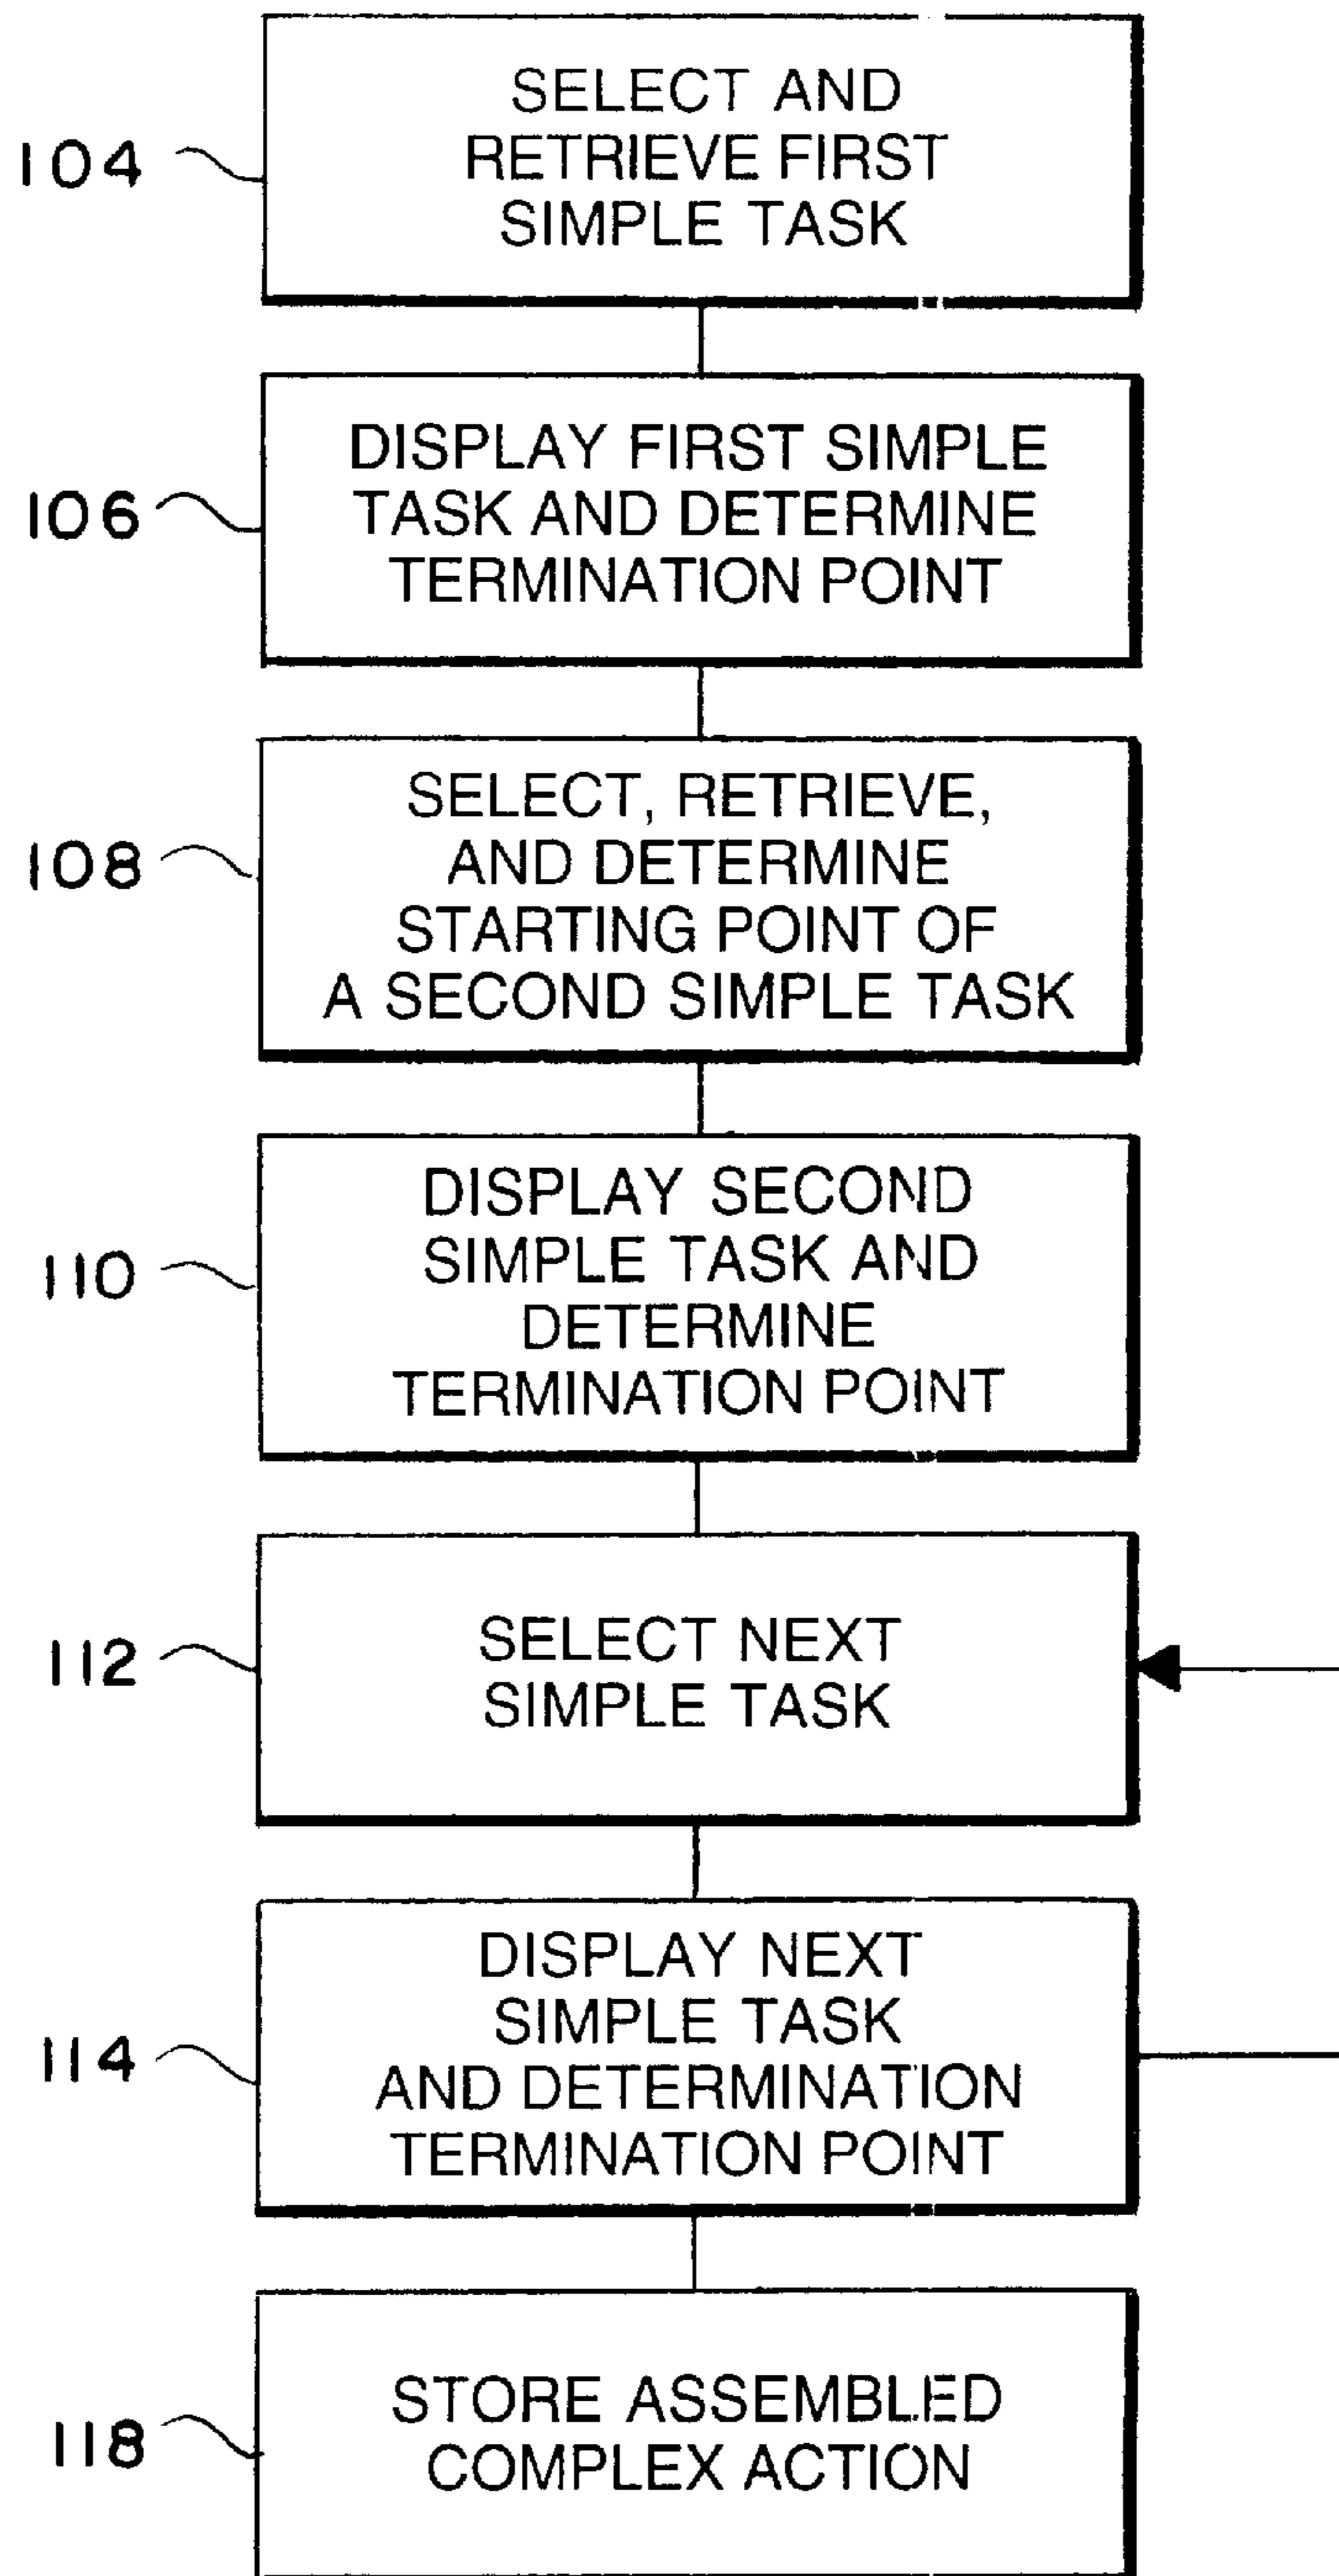 SELECT AND
RETRIEVE FIRST
SIMPLE TASK
104
DISPLAY FIRST SIMPLE
TASK AND DETERMINE
TERMINATION POINT
106
SELECT, RETRIEVE,
AND DETERMINE
STARTING POINT OF
A SECOND SIMPLE TASK
108
DISPLAY SECOND
SIMPLE TASK AND
DETERMINE
TERMINATION POINT
110
SELECT NEXT
SIMPLE TASK
112
DISPLAY NEXT
SIMPLE TASK
AND DETERMINATION
TERMINATION POINT
114
STORE ASSEMBLED
COMPLEX ACTION
118